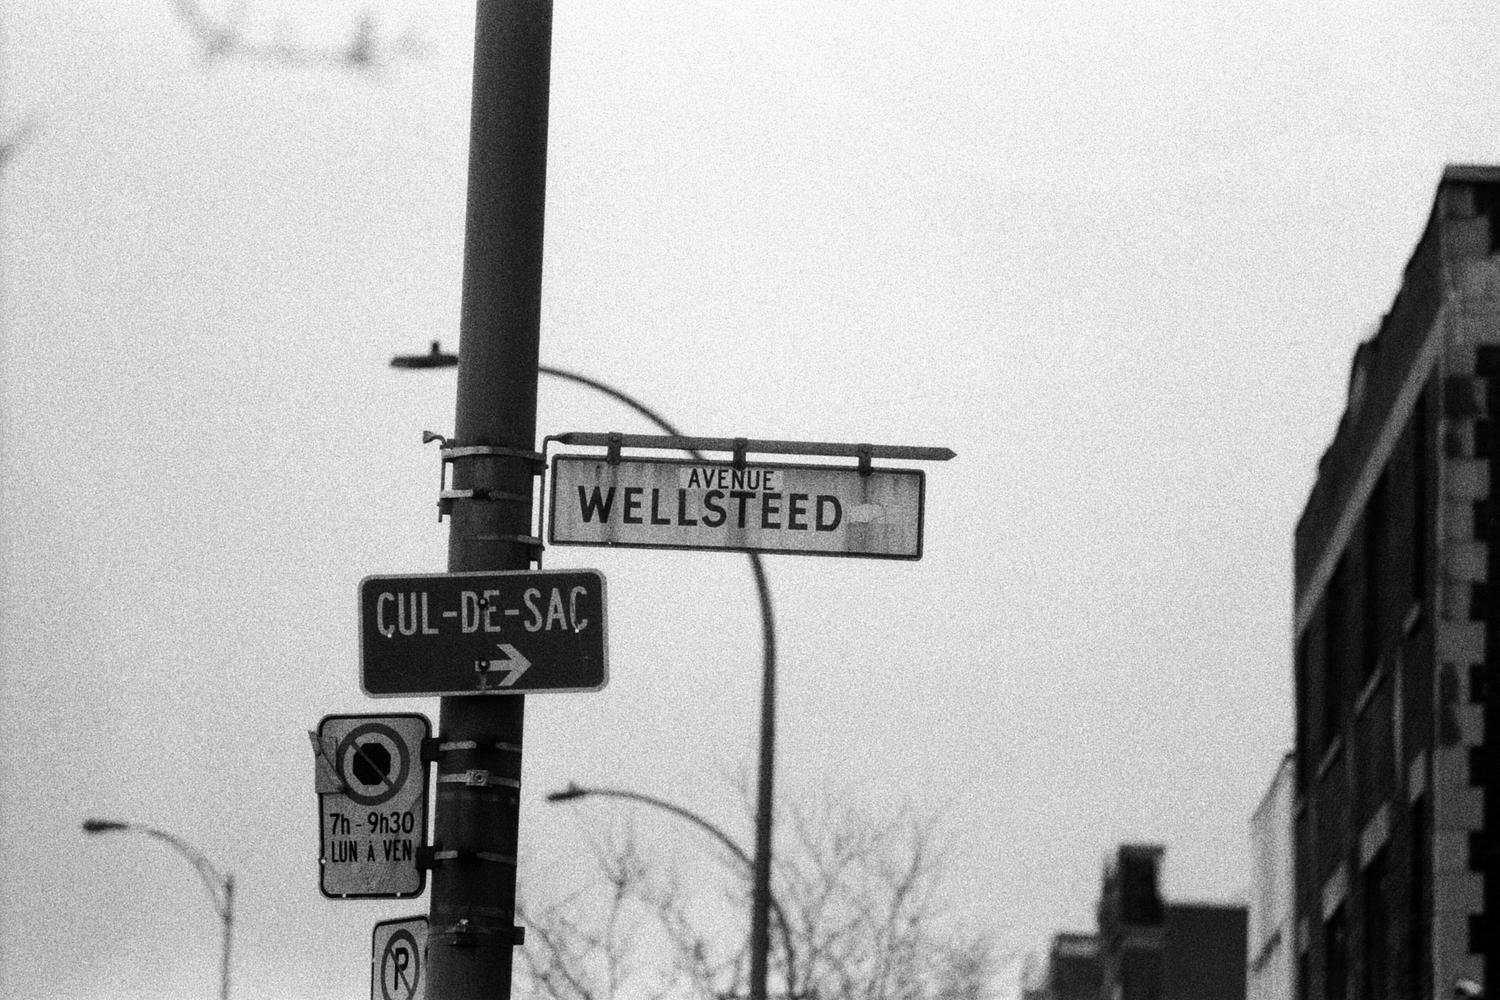 AVENUE
WELLSTEED
CUL-DE-SAC
7h - 9h30
LUN À VEN
P